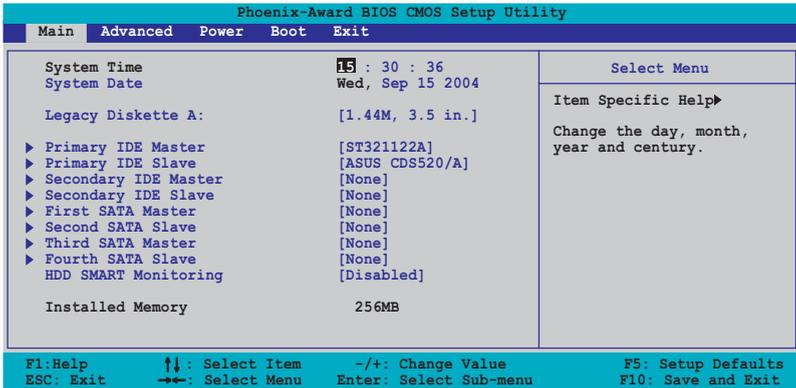 Phoenix-Award BIOS CMOS Setup Utility
Main Advanced Power Boot Exit
System Time 15 : 30 : 36
System Date Wed, Sep 15 2004
Legacy Diskette A: [1.44M, 3.5 in.]
Primary IDE Master [ST321122A]
Primary IDE Slave [ASUS CDS520/A]
Secondary IDE Master [None]
Secondary IDE Slave [None]
First SATA Master [None]
Second SATA Slave [None]
Third SATA Master [None]
Fourth SATA Slave [None]
HDD SMART Monitoring [Disabled]
Installed Memory 256MB
Select Menu
Item Specific Help
Change the day, month,
year and century.
F1:Help : Select Item -/+: Change Value F5: Setup Defaults
ESC: Exit : Select Menu Enter: Select Sub-menu F10: Save and Exit